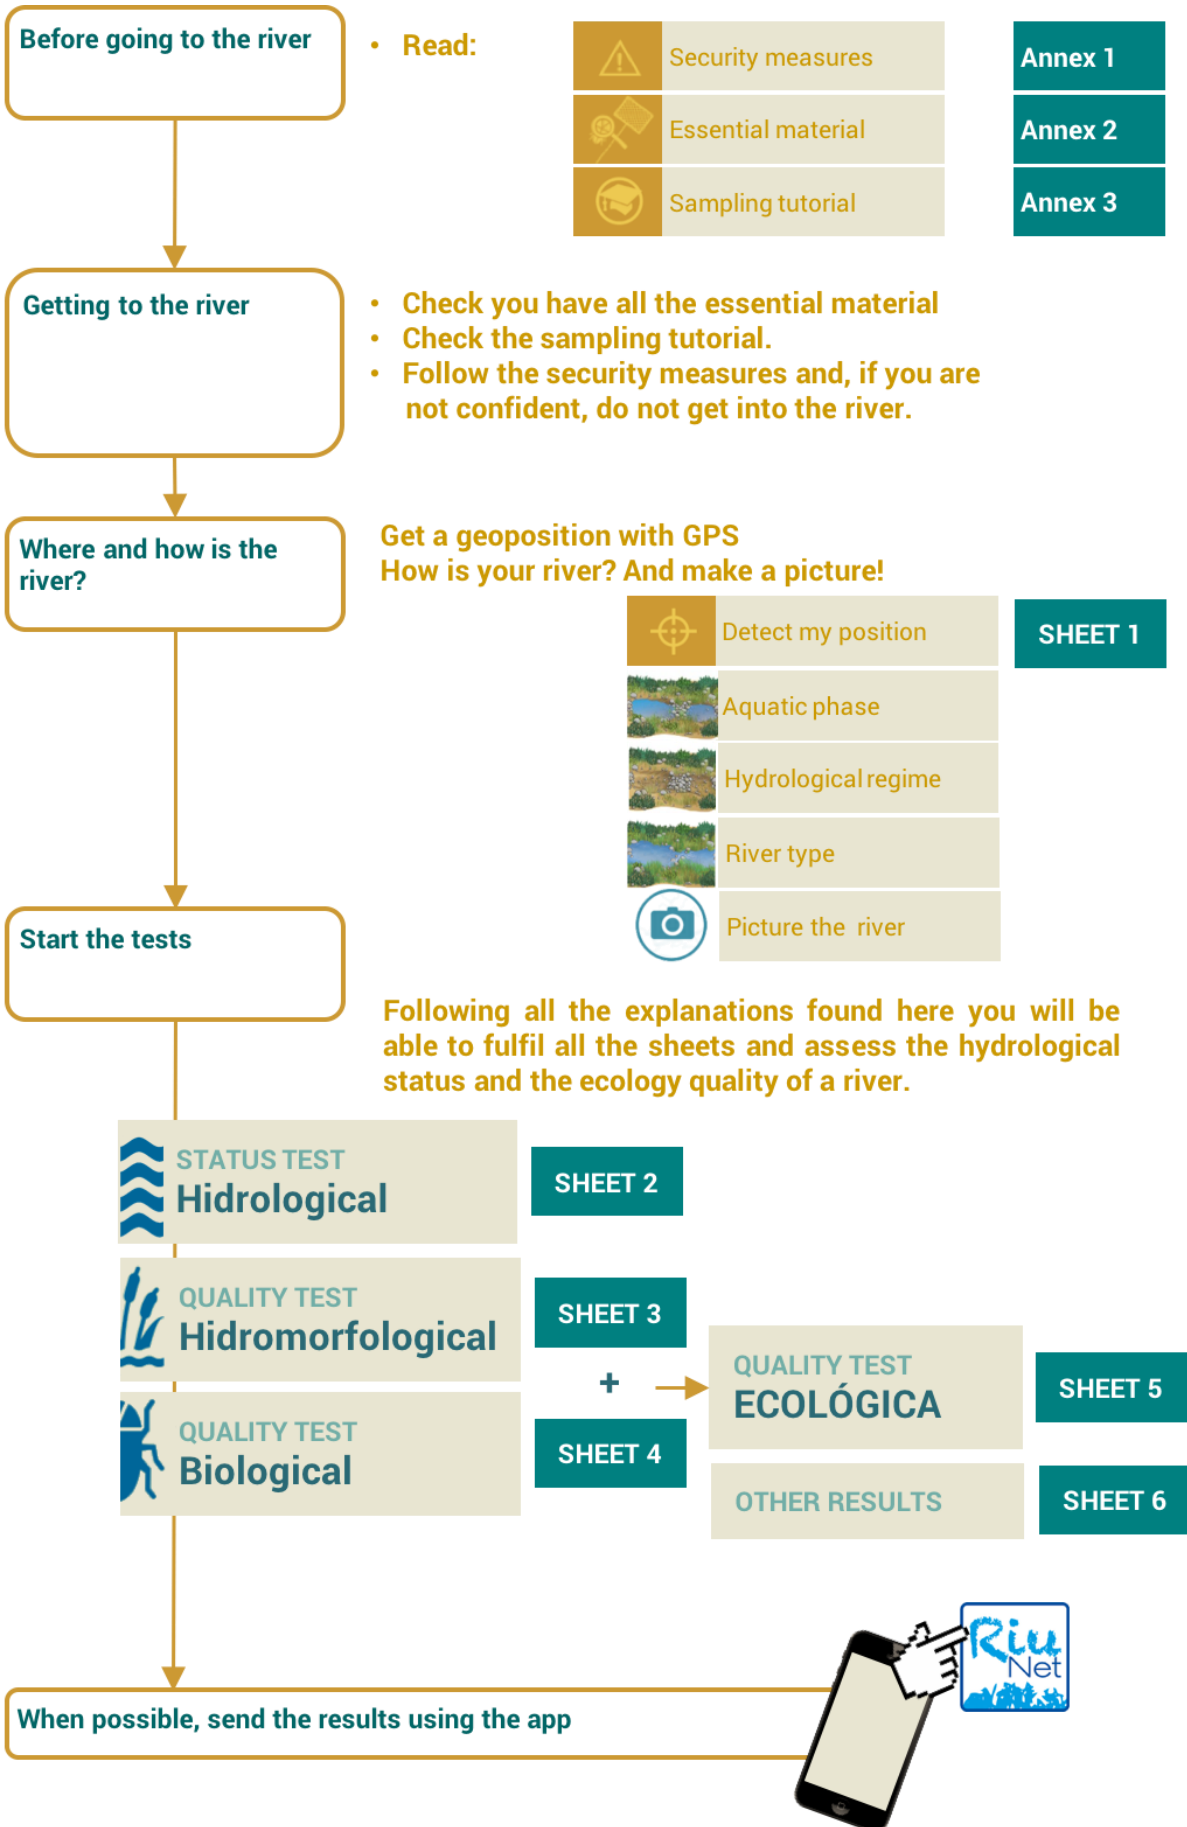 Before going to the river
• Read:
Security measures
Annex 1
Essential material
Annex 2
Sampling tutorial
Annex 3
Getting to the river
• Check you have all the essential material
• Check the sampling tutorial.
• Follow the security measures and, if you are
not confident, do not get into the river.
Where and how is the
river?
Get a geoposition with GPS
How is your river? And make a picture!
Detect my position
SHEET 1
Aquatic phase
Hydrological regime
River type
Picture the river
Start the tests
Following all the explanations found here you will be
able to fulfil all the sheets and assess the hydrological
status and the ecology quality of a river.
STATUS TEST
Hidrological
SHEET 2
QUALITY TEST
Hidromorfological
SHEET 3
+
QUALITY TEST
Biological
SHEET 4
QUALITY TEST
ECOLÓGICA
SHEET 5
OTHER RESULTS
SHEET 6
When possible, send the results using the app
Riu
Net